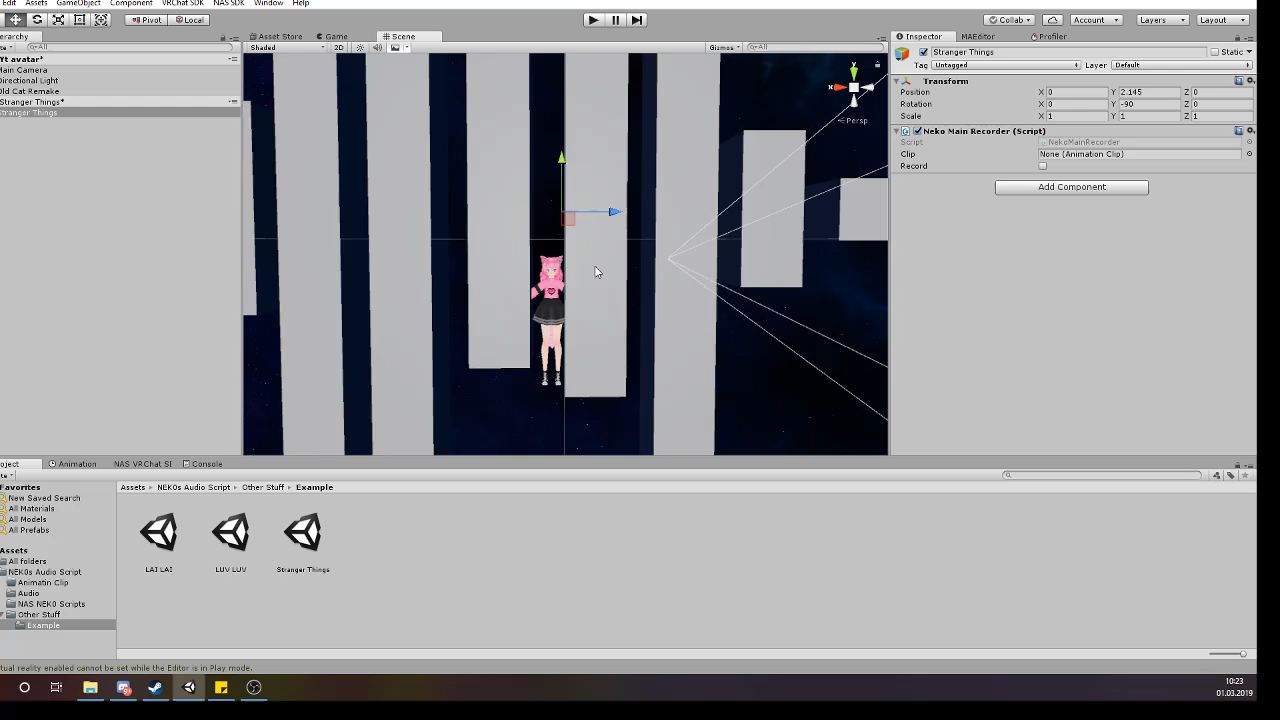 Edit Assets GameObject Component VRChat SDK NAS SDK Window Help
Pivot Local Collab Account Layers Layout
erarchy Asset Store Game Scene Inspector MAEditor Profiler
te All Shaded 2D Gizmos All Stranger Things Static
Yt avatar* Tag Untagged Layer Default
Main Camera
Directional Light y Transform
Old Cat Remake x Position X 0 Y 2.145 Z 0
Stranger Things* Rotation X 0 Y -90 Z 0
Stranger Things Persp Scale X 1 Y 1 Z 1
Neko Main Recorder (Script)
Script NekoMainRecorder
Clip None (Animation Clip)
Record
Add Component
oject Animation NAS VRChat SI Console
te
Favorites Assets NEK0s Audio Script Other Stuff Example
New Saved Search
All Materials
All Models
All Prefabs
Assets
All folders
NEK0s Audio Script LAI LAI LUV LUV Stranger Things
Animatin Clip
Audio
NAS NEK0 Scripts
Other Stuff
Example
tual reality enabled cannot be set while the Editor is in Play mode.
10:23
01.03.2019